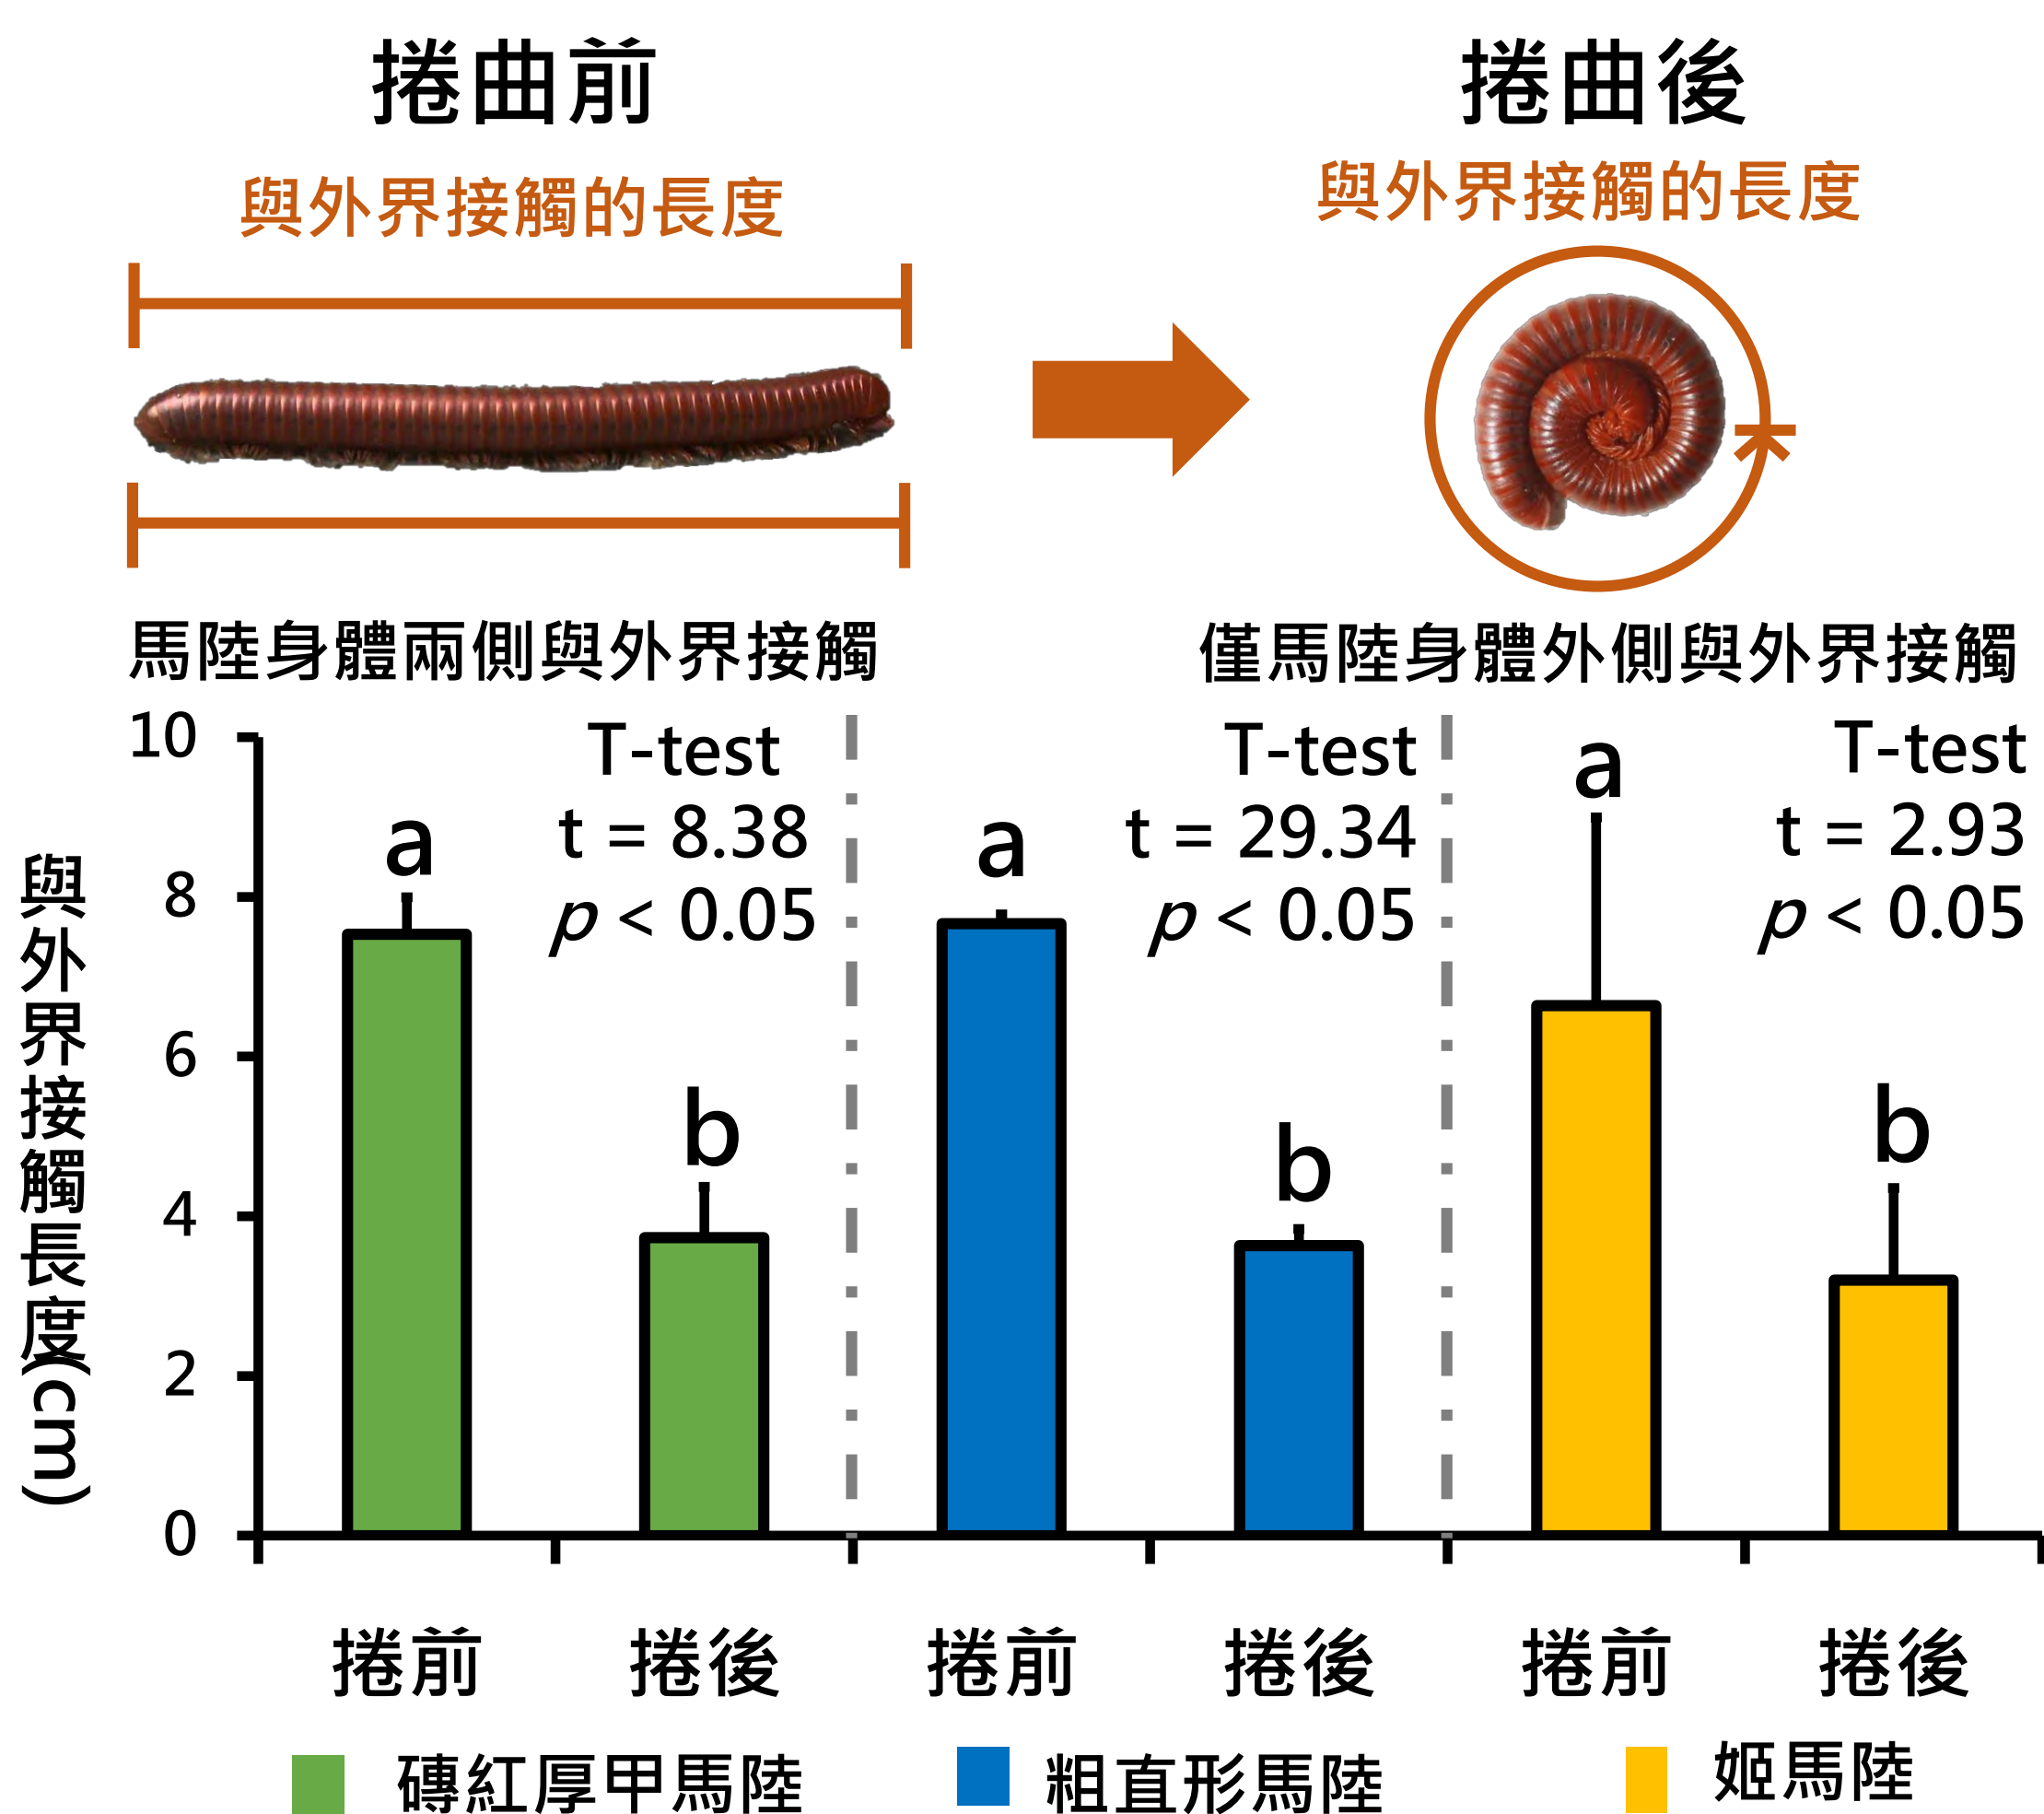 捲曲前
捲曲後
與外界接觸的長度
與外界接觸的長度
馬陸身體兩側與外界接觸
僅馬陸身體外側與外界接觸
與外界接觸長度(cm)
10
8
6
4
2
0
T-test
t = 8.38
p < 0.05
a
b
T-test
t = 29.34
p < 0.05
a
b
T-test
t = 2.93
p < 0.05
a
b
捲前
捲後
捲前
捲後
捲前
捲後
磚紅厚甲馬陸
粗直形馬陸
姬馬陸